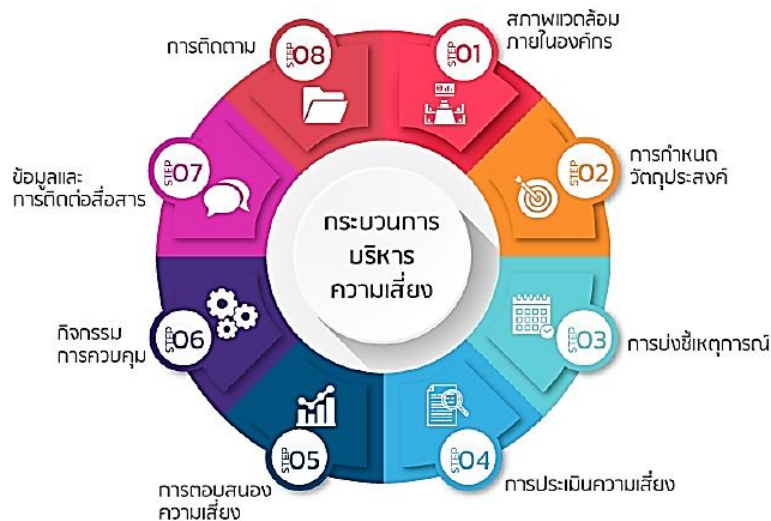 กระบวนการ
บริหาร
ความเสี่ยง
STEP 01
สภาพแวดล้อม
ภายในองค์กร
STEP 02
การกำหนด
วัตถุประสงค์
STEP 03
การบ่งชี้เหตุการณ์
STEP 04
การประเมินความเสี่ยง
STEP 05
การตอบสนอง
ความเสี่ยง
STEP 06
กิจกรรม
การควบคุม
STEP 07
ข้อมูลและ
การติดต่อสื่อสาร
STEP 08
การติดตาม